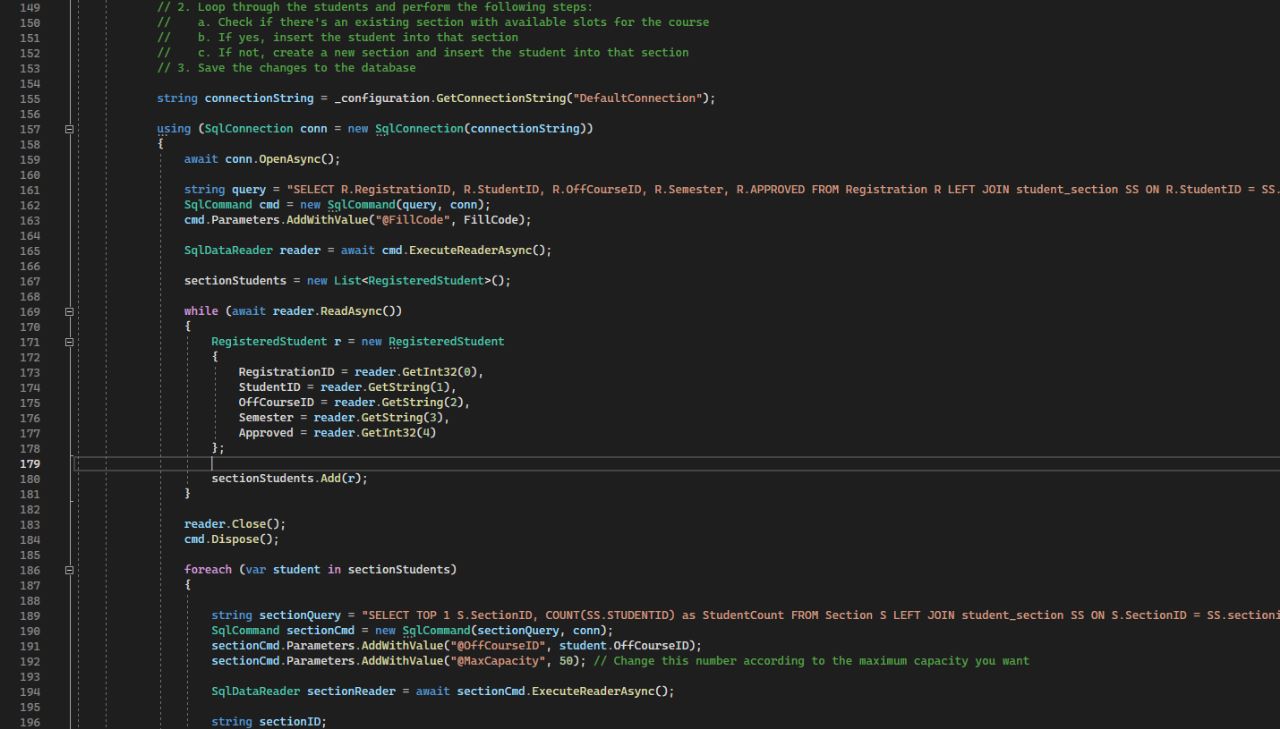 149 // 2. Loop through the students and perform the following steps:
150 //    a. Check if there's an existing section with available slots for the course
151 //    b. If yes, insert the student into that section
152 //    c. If not, create a new section and insert the student into that section
153 // 3. Save the changes to the database
154
155 string connectionString = _configuration.GetConnectionString("DefaultConnection");
156
157 using (SqlConnection conn = new SqlConnection(connectionString))
158 {
159 await conn.OpenAsync();
160
161 string query = "SELECT R.RegistrationID, R.StudentID, R.OffCourseID, R.Semester, R.APPROVED FROM Registration R LEFT JOIN student_section SS ON R.StudentID = SS.
162 SqlCommand cmd = new SqlCommand(query, conn);
163 cmd.Parameters.AddWithValue("@FillCode", FillCode);
164
165 SqlDataReader reader = await cmd.ExecuteReaderAsync();
166
167 sectionStudents = new List<RegisteredStudent>();
168
169 while (await reader.ReadAsync())
170 {
171 RegisteredStudent r = new RegisteredStudent
172 {
173 RegistrationID = reader.GetInt32(0),
174 StudentID = reader.GetString(1),
175 OffCourseID = reader.GetString(2),
176 Semester = reader.GetString(3),
177 Approved = reader.GetInt32(4)
178 };
179
180 sectionStudents.Add(r);
181 }
182
183 reader.Close();
184 cmd.Dispose();
185
186 foreach (var student in sectionStudents)
187 {
188
189 string sectionQuery = "SELECT TOP 1 S.SectionID, COUNT(SS.STUDENTID) as StudentCount FROM Section S LEFT JOIN student_section SS ON S.SectionID = SS.sectioni
190 SqlCommand sectionCmd = new SqlCommand(sectionQuery, conn);
191 sectionCmd.Parameters.AddWithValue("@OffCourseID", student.OffCourseID);
192 sectionCmd.Parameters.AddWithValue("@MaxCapacity", 50); // Change this number according to the maximum capacity you want
193
194 SqlDataReader sectionReader = await sectionCmd.ExecuteReaderAsync();
195
196 string sectionID;